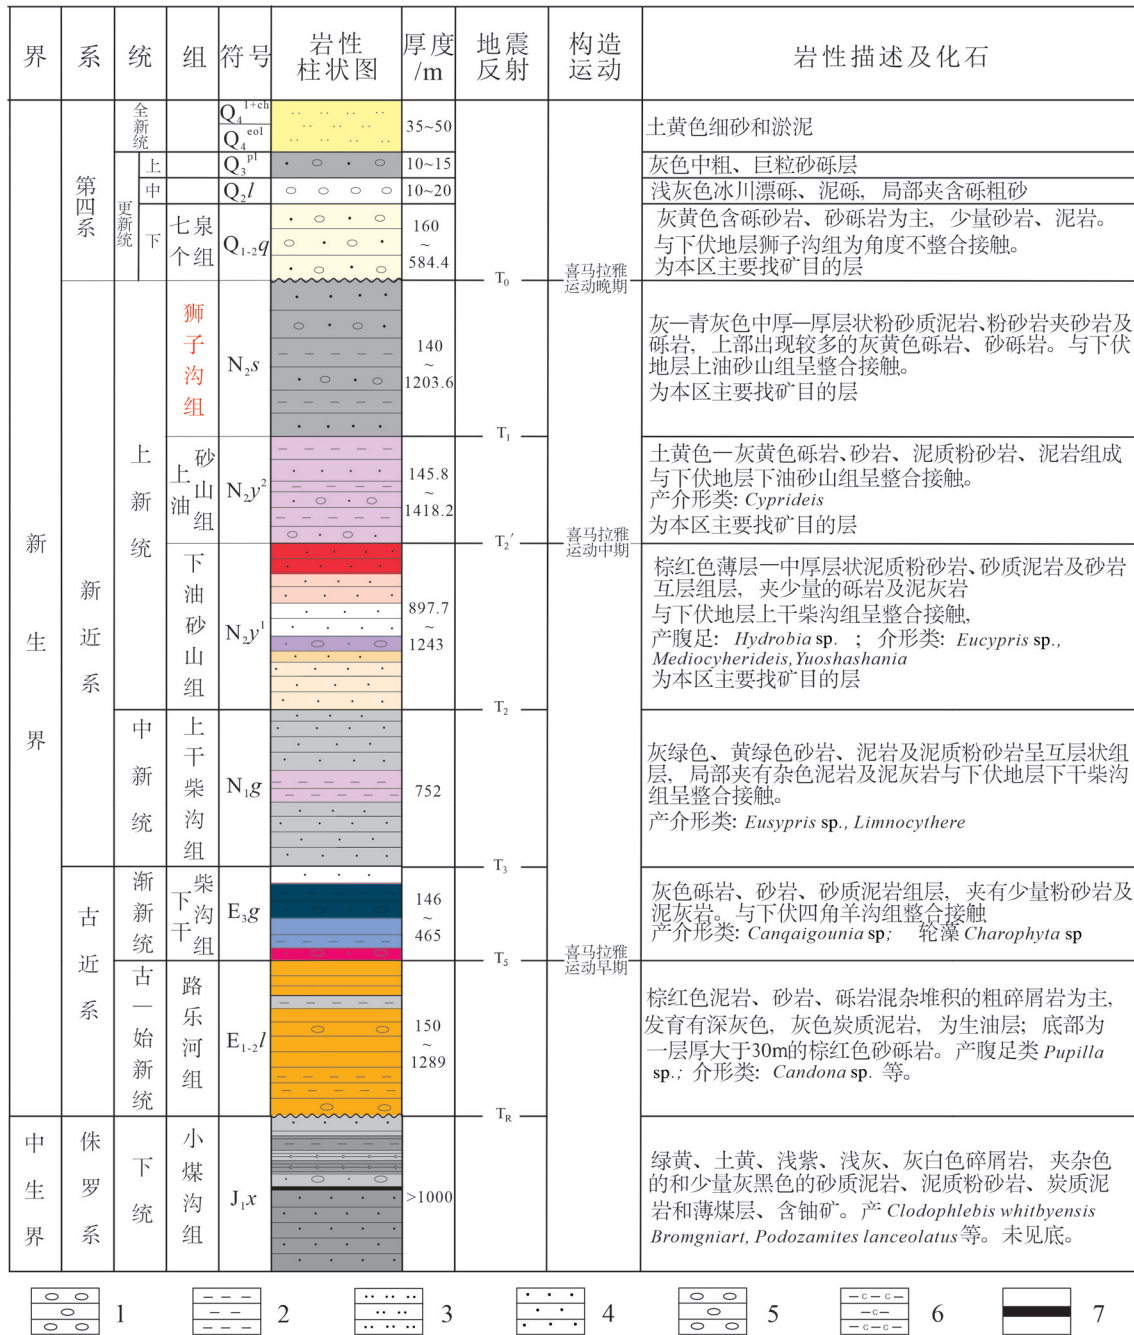 界 系 统 组 符号 岩性柱状图 厚度/m 地震反射 构造运动 岩性描述及化石
新生界
第四系
全新统
Q₄¹⁺ᶜʰ
Q₄ᵉᵒˡ
35~50
土黄色细砂和淤泥
更新统
上
Q₃ᵖˡ
10~15
灰色中粗、巨粒砂砾层
中
Q₂l
10~20
浅灰色冰川漂砾、泥砾，局部夹含砾粗砂
下
七个泉组
Q₁₋₂q
160
~
584.4
灰黄色含砾砂岩、砂砾岩为主，少量砂岩、泥岩。
与下伏地层狮子沟组为角度不整合接触。
为本区主要找矿目的层
T₀
喜马拉雅
运动晚期
新近系
上新统
狮子沟组
N₂s
140
~
1203.6
灰—青灰色中厚—厚层状粉砂质泥岩、粉砂岩夹砂岩及
砾岩，上部出现较多的灰黄色砾岩、砂砾岩。与下伏
地层上油砂山组呈整合接触。
为本区主要找矿目的层
T₁
上油砂山组
N₂y²
145.8
~
1418.2
土黄色—灰黄色砾岩、砂岩、泥质粉砂岩、泥岩组成
与下伏地层下油砂山组呈整合接触。
产介形类: Cyprideis
为本区主要找矿目的层
T₂′
喜马拉雅
运动中期
下油砂山组
N₂y¹
897.7
~
1243
棕红色薄层—中厚层状泥质粉砂岩、砂质泥岩及砂岩
互层组层，夹少量的砾岩及泥灰岩
与下伏地层上干柴沟组呈整合接触，
产腹足: Hydrobia sp. ；介形类: Eucypris sp.,
Mediocyherideis,Yuoshashania
为本区主要找矿目的层
T₂
中新统
上干柴沟组
N₁g
752
灰绿色、黄绿色砂岩、泥岩及泥质粉砂岩呈互层状组
层，局部夹有杂色泥岩及泥灰岩与下伏地层下干柴沟
组呈整合接触。
产介形类: Eusypris sp., Limnocythere
T₃
古近系
渐新统
下干柴沟组
E₃g
146
~
465
灰色砾岩、砂岩、砂质泥岩组层，夹有少量粉砂岩及
泥灰岩。与下伏四角羊沟组整合接触
产介形类: Canqaigounia sp; 轮藻 Charophyta sp
T₅
喜马拉雅
运动早期
古—始新统
路乐河组
E₁₋₂l
150
~
1289
棕红色泥岩、砂岩、砾岩混杂堆积的粗碎屑岩为主，
发育有深灰色，灰色炭质泥岩，为生油层；底部为
一层厚大于30m的棕红色砂砾岩。产腹足类 Pupilla
sp.; 介形类: Candona sp. 等。
T_R
中生界
侏罗系
下统
小煤沟组
J₁x
>1000
绿黄、土黄、浅紫、浅灰、灰白色碎屑岩，夹杂色
的和少量灰黑色的砂质泥岩、泥质粉砂岩、炭质泥
岩和薄煤层、含铀矿。产 Clodophlebis whitbyensis
Bromgniart, Podozamites lanceolatus等。未见底。
1 2 3 4 5 6 7